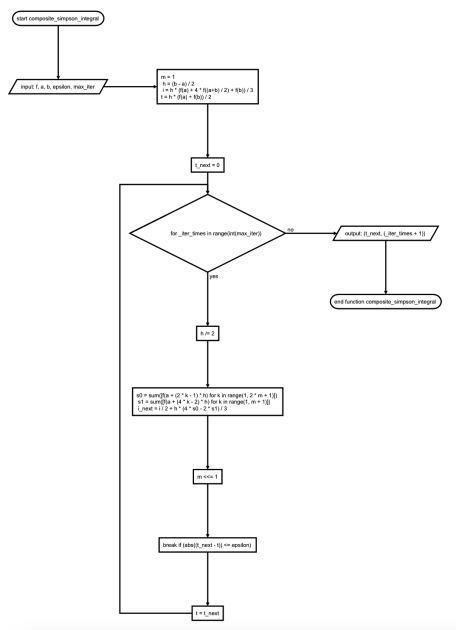 start composite_simpson_integral
input: f, a, b, epsilon, max_iter
m = 1
h = (b - a) / 2
i = h * (f(a) + 4 * f((a+b) / 2) + f(b)) / 3
t = h * (f(a) + f(b)) / 2
t_next = 0
for _iter_times in range(int(max_iter))
no
output: (t_next, (_iter_times + 1))
yes
end function composite_simpson_integral
h /= 2
s0 = sum([f(a + (2 * k - 1) * h) for k in range(1, 2 * m + 1)])
s1 = sum([f(a + (4 * k - 2) * h) for k in range(1, m + 1)])
i_next = i / 2 + h * (4 * s0 - 2 * s1) / 3
m <<= 1
break if (abs((t_next - t)) <= epsilon)
t = t_next